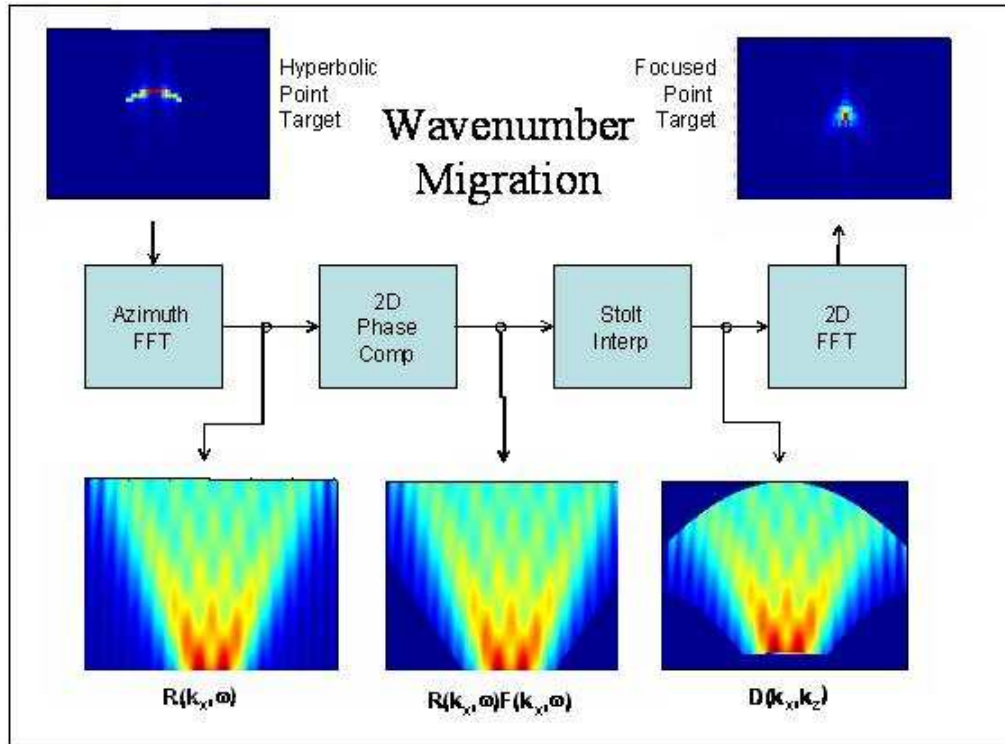 Hyperbolic
Point
Target
Wavenumber
Migration
Focused
Point
Target
Azimuth
FFT
2D
Phase
Comp
Stolt
Interp
2D
FFT
R(kₓ,ω)
R(kₓ,ω)F(kₓ,ω)
D(kₓ,k_z)